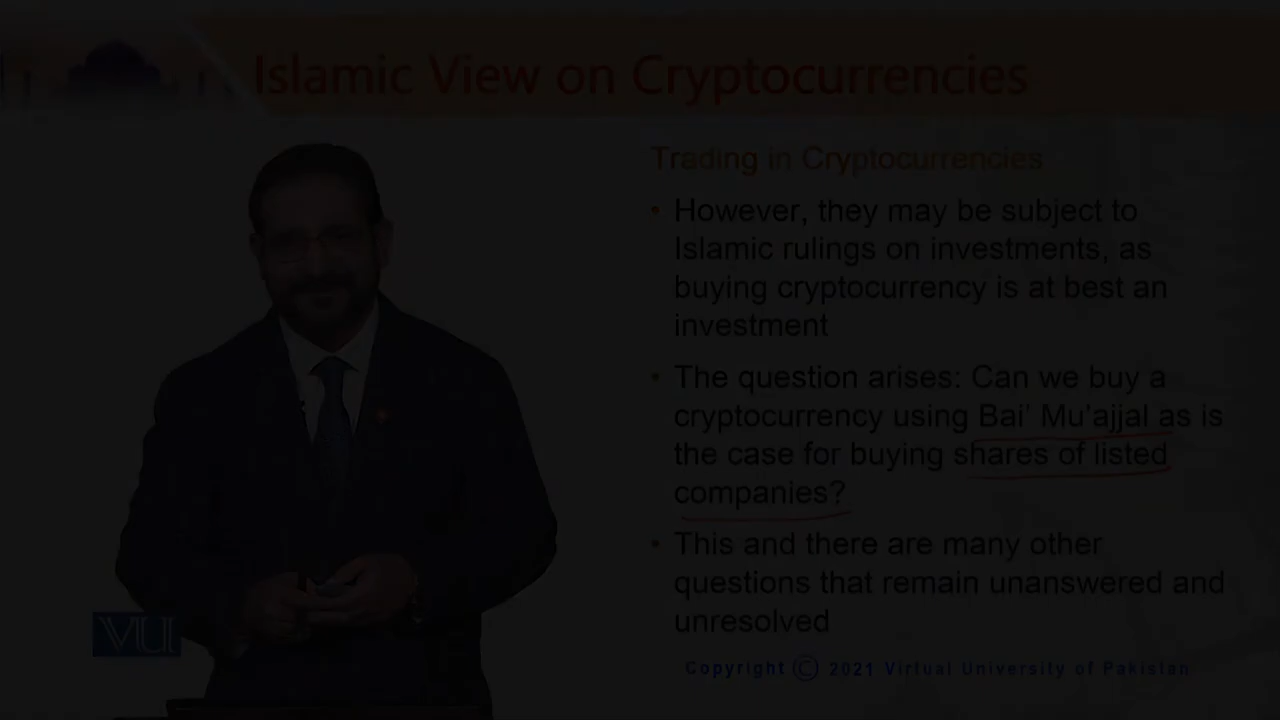 Islamic View on Cryptocurrencies
Trading in Cryptocurrencies
• However, they may be subject to
Islamic rulings on investments, as
buying cryptocurrency is at best an
investment
• The question arises: Can we buy a
cryptocurrency using Bai' Mu'ajjal as is
the case for buying shares of listed
companies?
• This and there are many other
questions that remain unanswered and
unresolved
VU
Copyright © 2021 Virtual University of Pakistan